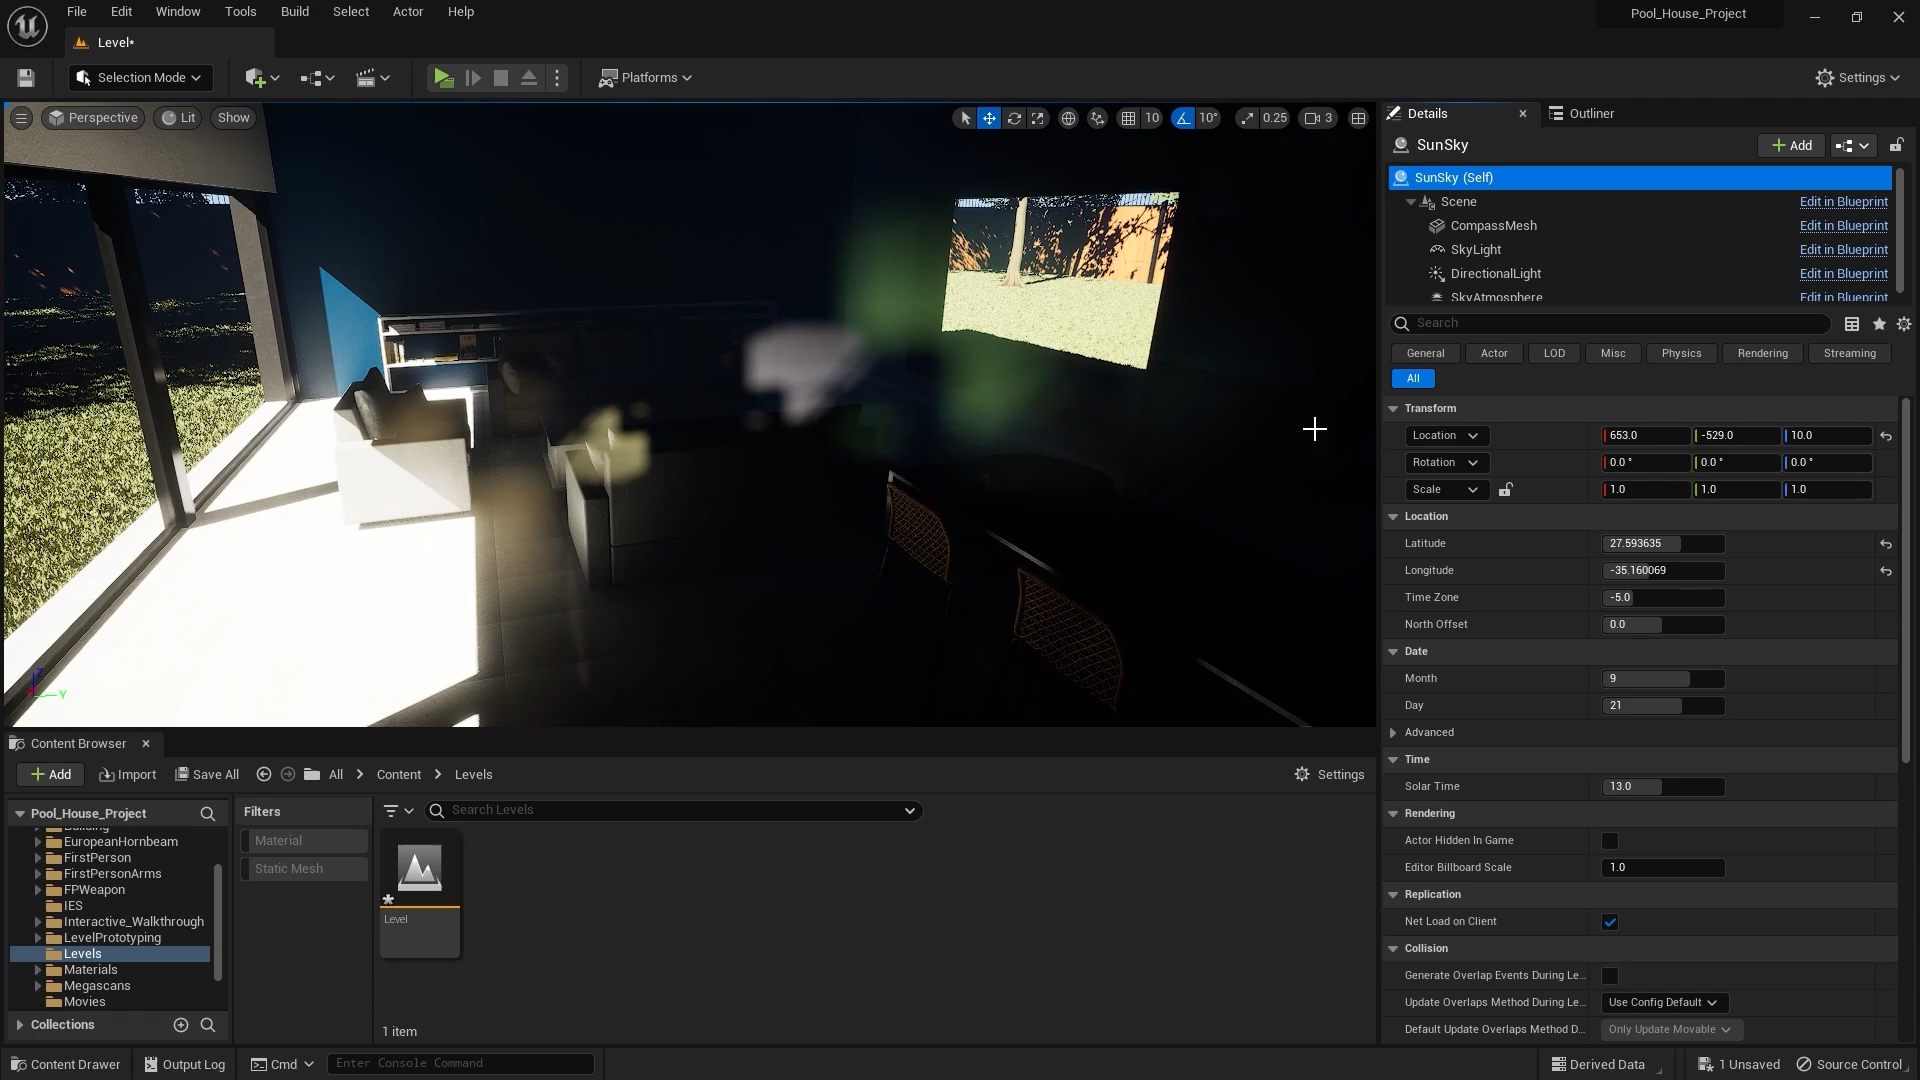 File Edit Window Tools Build Select Actor Help
Pool_House_Project
Level*
Selection Mode
Platforms
Settings
Perspective Lit Show
10 10° 0.25 3
Details
Outliner
SunSky
Add
SunSky (Self)
Scene Edit in Blueprint
CompassMesh Edit in Blueprint
SkyLight Edit in Blueprint
DirectionalLight Edit in Blueprint
SkyAtmosphere Edit in Blueprint
Search
General Actor LOD Misc Physics Rendering Streaming
All
Transform
Location 653.0 -529.0 10.0
Rotation 0.0 ° 0.0 ° 0.0 °
Scale 1.0 1.0 1.0
Location
Latitude 27.593635
Longitude -35.160069
Time Zone -5.0
North Offset 0.0
Date
Month 9
Day 21
Advanced
Time
Solar Time 13.0
Rendering
Actor Hidden In Game
Editor Billboard Scale 1.0
Replication
Net Load on Client
Collision
Generate Overlap Events During Le...
Update Overlaps Method During Le... Use Config Default
Default Update Overlaps Method D... Only Update Movable
Z
Y
Content Browser
Add Import Save All All Content Levels Settings
Pool_House_Project
Building
EuropeanHornbeam
FirstPerson
FirstPersonArms
FPWeapon
IES
Interactive_Walkthrough
LevelPrototyping
Levels
Materials
Megascans
Movies
Collections
Filters
Material
Static Mesh
Search Levels
Level
1 item
Content Drawer Output Log Cmd Enter Console Command
Derived Data 1 Unsaved Source Control